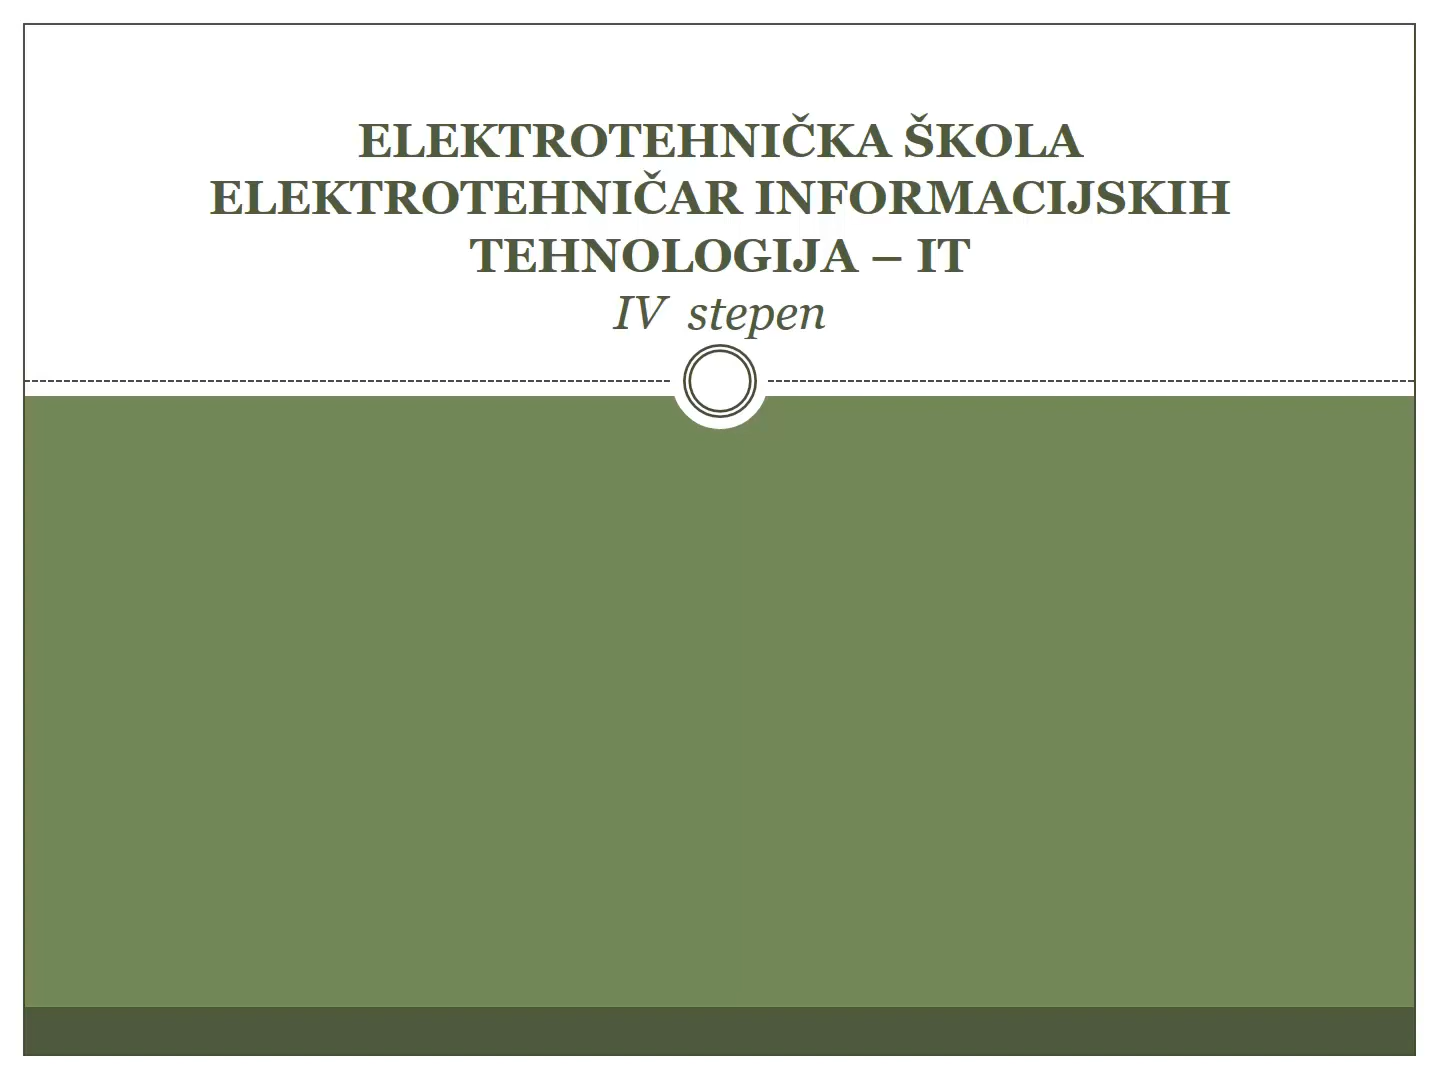 ELEKTROTEHNIČKA ŠKOLA
ELEKTROTEHNIČAR INFORMACIJSKIH
TEHNOLOGIJA – IT
IV stepen